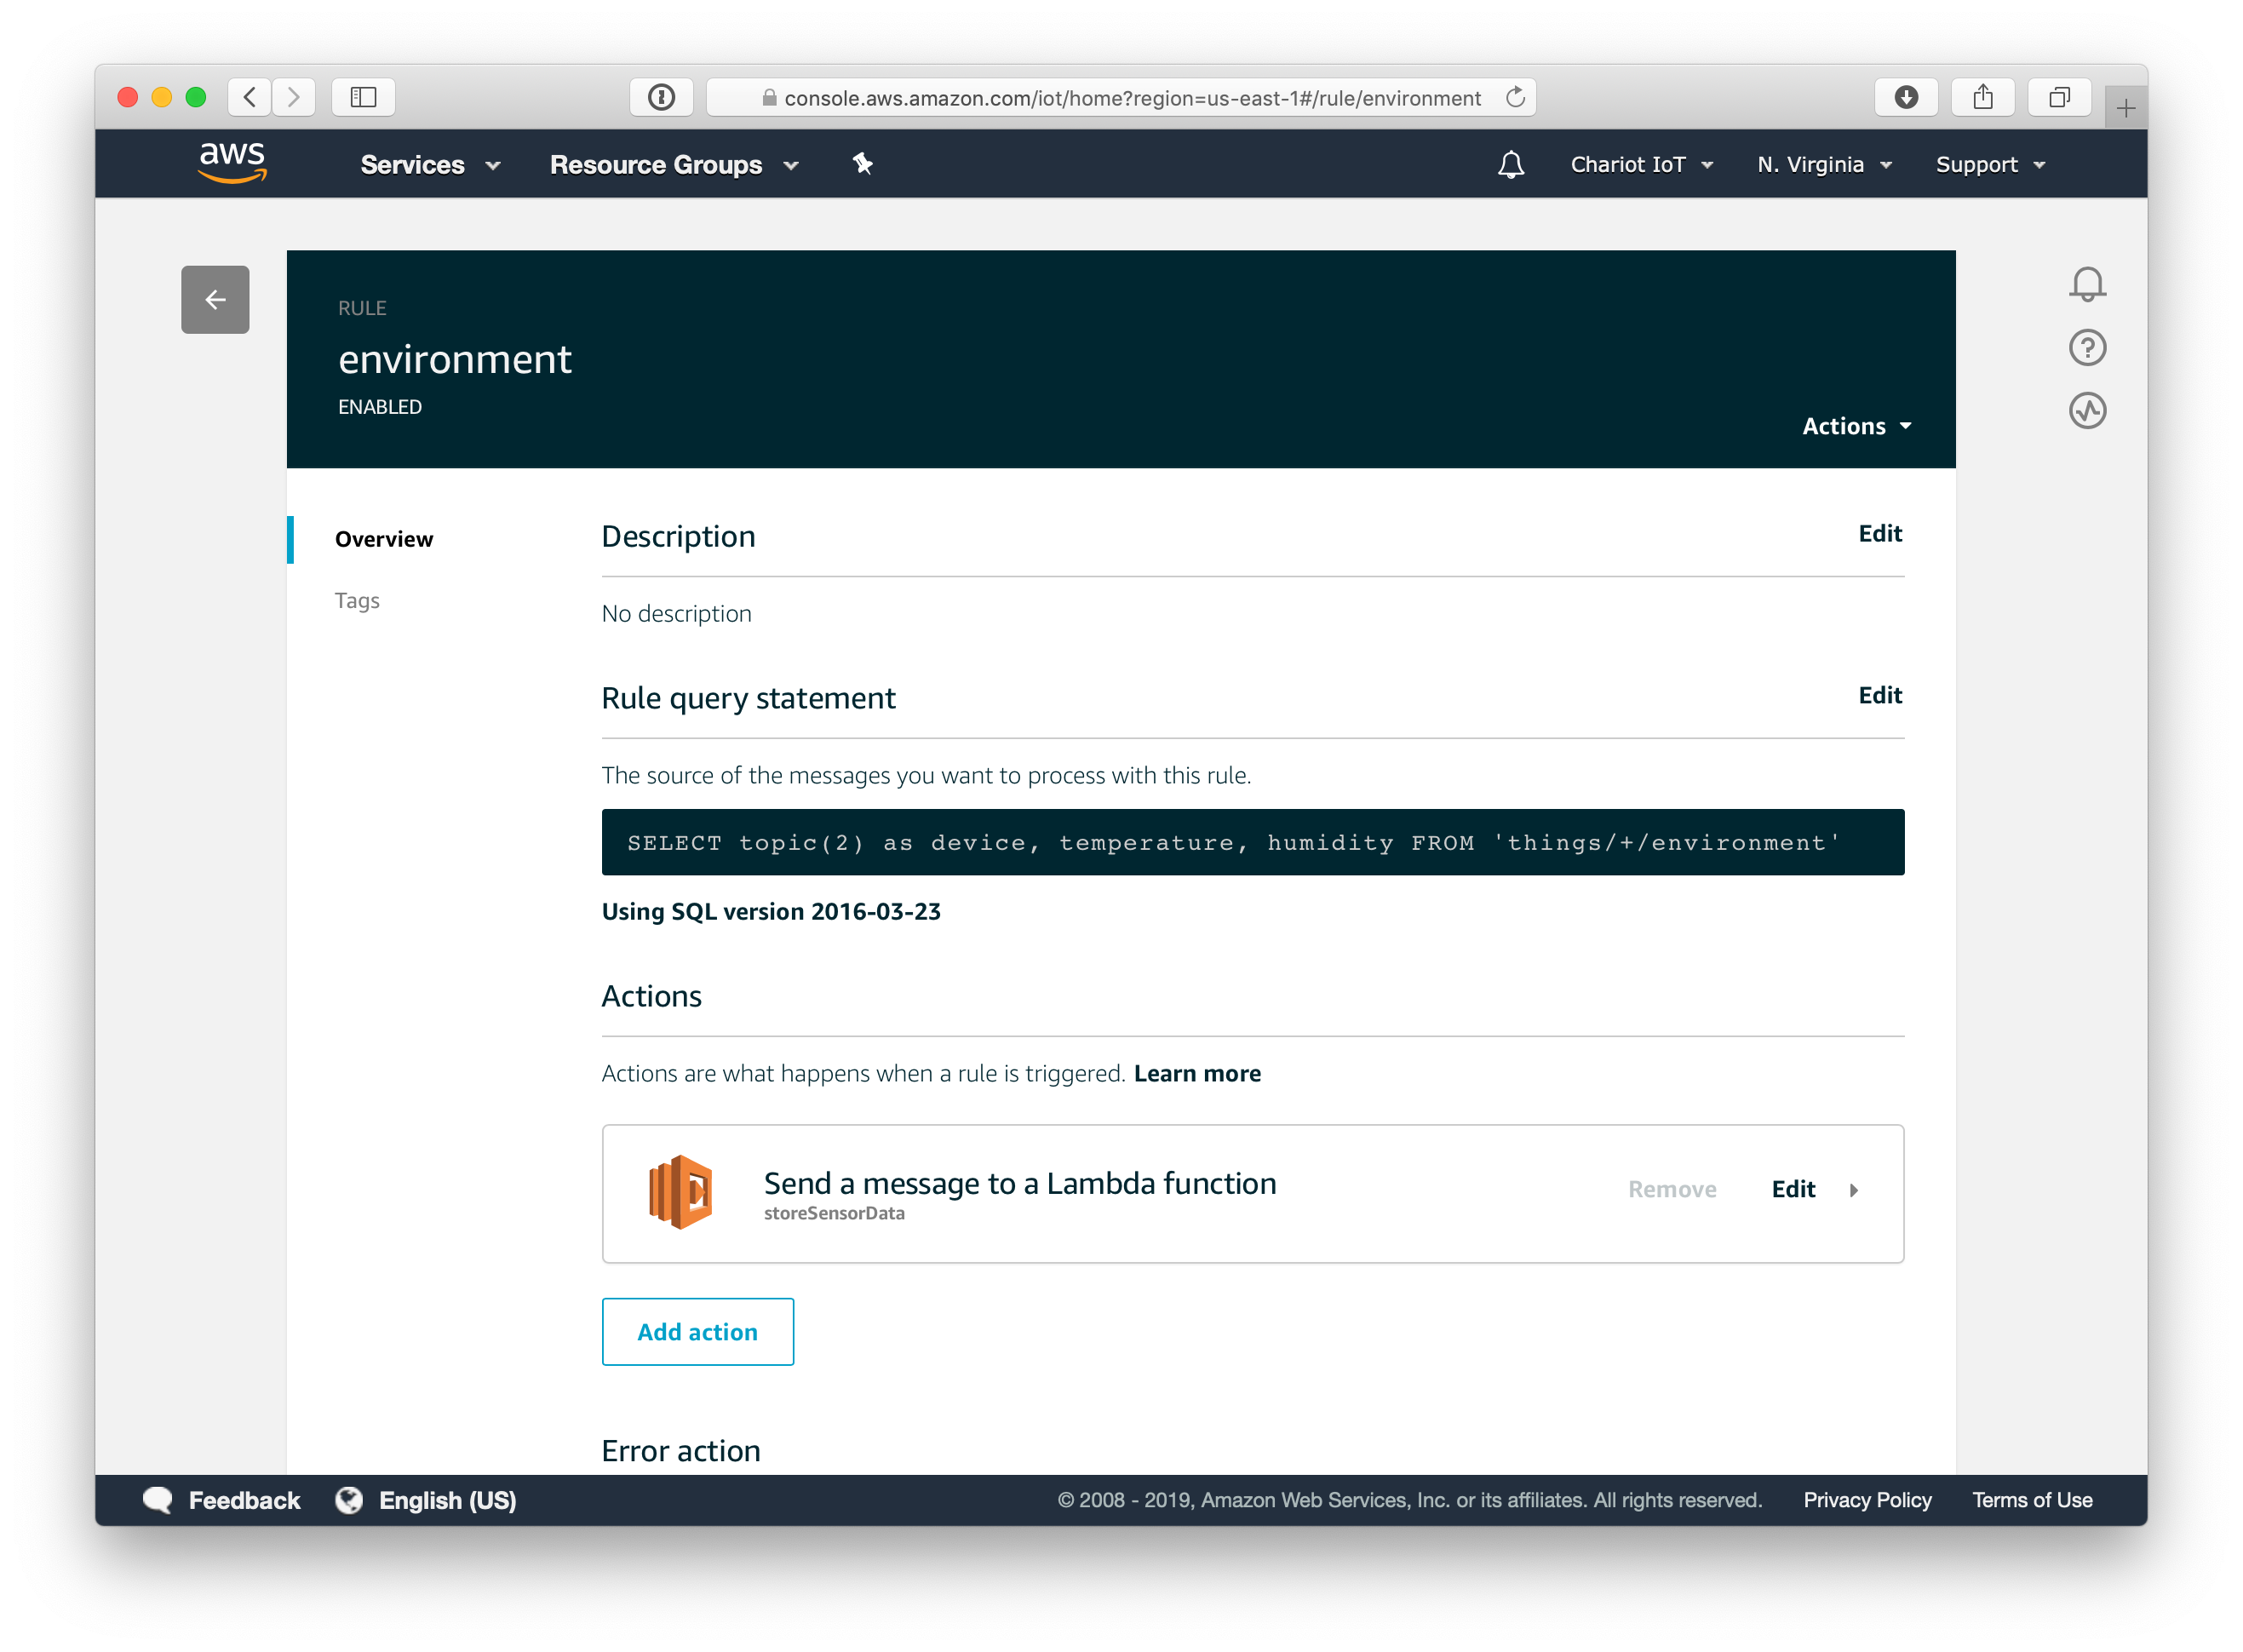 console.aws.amazon.com/iot/home?region=us-east-1#/rule/environment
aws
Services
Resource Groups
Chariot IoT
N. Virginia
Support
RULE
environment
ENABLED
Actions
Overview
Tags
Description
Edit
No description
Rule query statement
Edit
The source of the messages you want to process with this rule.
SELECT topic(2) as device, temperature, humidity FROM 'things/+/environment'
Using SQL version 2016-03-23
Actions
Actions are what happens when a rule is triggered. Learn more
Send a message to a Lambda function
storeSensorData
Remove
Edit
Add action
Error action
Feedback
English (US)
© 2008 - 2019, Amazon Web Services, Inc. or its affiliates. All rights reserved.
Privacy Policy
Terms of Use